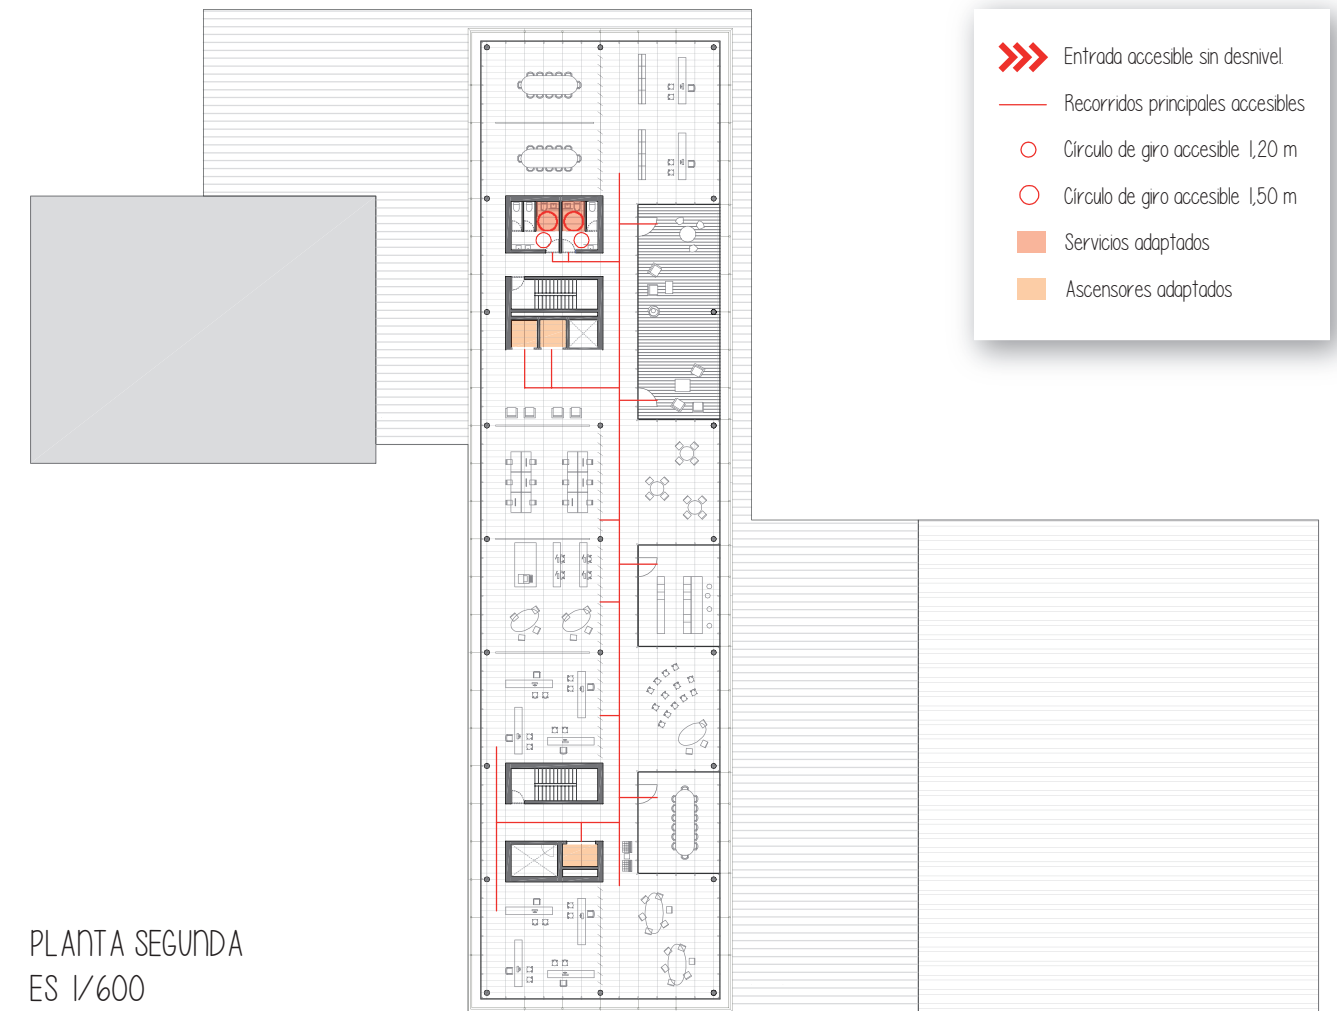 Entrada accesible sin desnivel.
Recorridos principales accesibles
Círculo de giro accesible 1,20 m
Círculo de giro accesible 1,50 m
Servicios adaptados
Ascensores adaptados
PLANTA SEGUNDA
ES 1/600